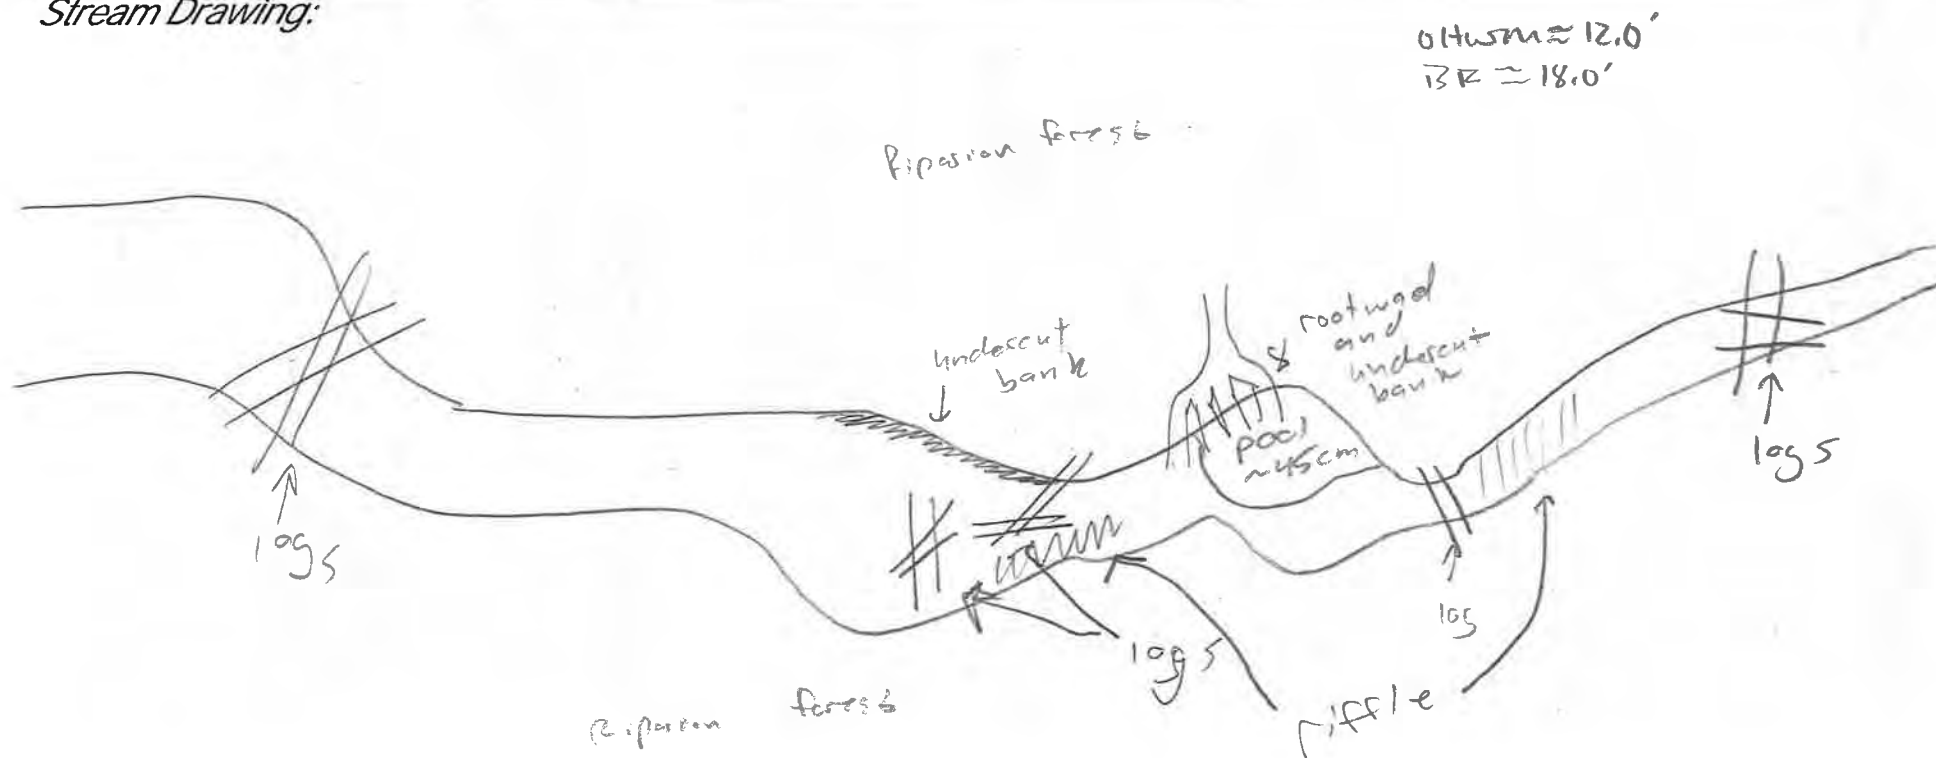 Stream Drawing:
OHWM ≈ 12.0'
BF ≈ 18.0'
Riparian forest
undercut
bank
rootwad
and
undercut
bank
pool
~45cm
logs
logs
logs
log
riffle
Riparian forest